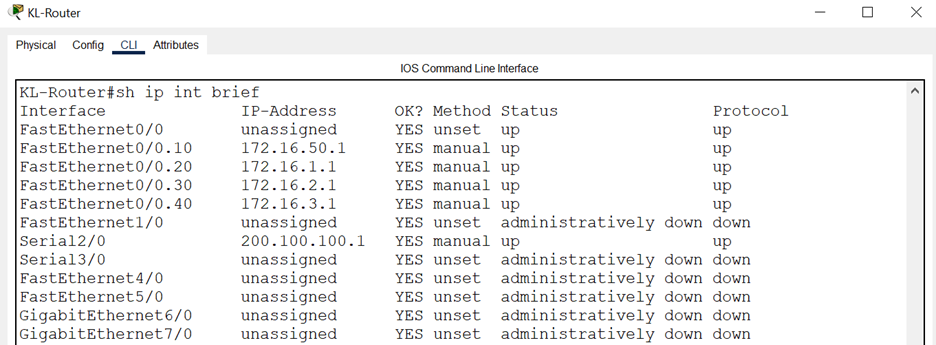 KL-Router
Physical Config CLI Attributes
IOS Command Line Interface
KL-Router#sh ip int brief
Interface IP-Address OK? Method Status Protocol
FastEthernet0/0 unassigned YES unset up up
FastEthernet0/0.10 172.16.50.1 YES manual up up
FastEthernet0/0.20 172.16.1.1 YES manual up up
FastEthernet0/0.30 172.16.2.1 YES manual up up
FastEthernet0/0.40 172.16.3.1 YES manual up up
FastEthernet1/0 unassigned YES unset administratively down down
Serial2/0 200.100.100.1 YES manual up up
Serial3/0 unassigned YES unset administratively down down
FastEthernet4/0 unassigned YES unset administratively down down
FastEthernet5/0 unassigned YES unset administratively down down
GigabitEthernet6/0 unassigned YES unset administratively down down
GigabitEthernet7/0 unassigned YES unset administratively down down